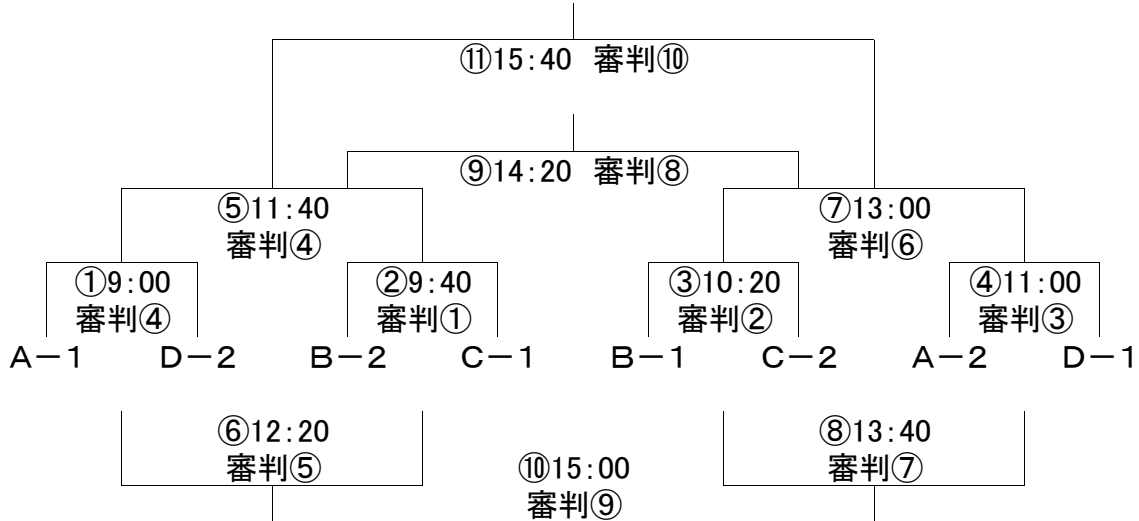 ⑪15:40 審判⑩
⑨14:20 審判⑧
⑤11:40
審判④
⑦13:00
審判⑥
①9:00
審判④
②9:40
審判①
③10:20
審判②
④11:00
審判③
A-1 D-2 B-2 C-1 B-1 C-2 A-2 D-1
⑥12:20
審判⑤
⑧13:40
審判⑦
⑩15:00
審判⑨